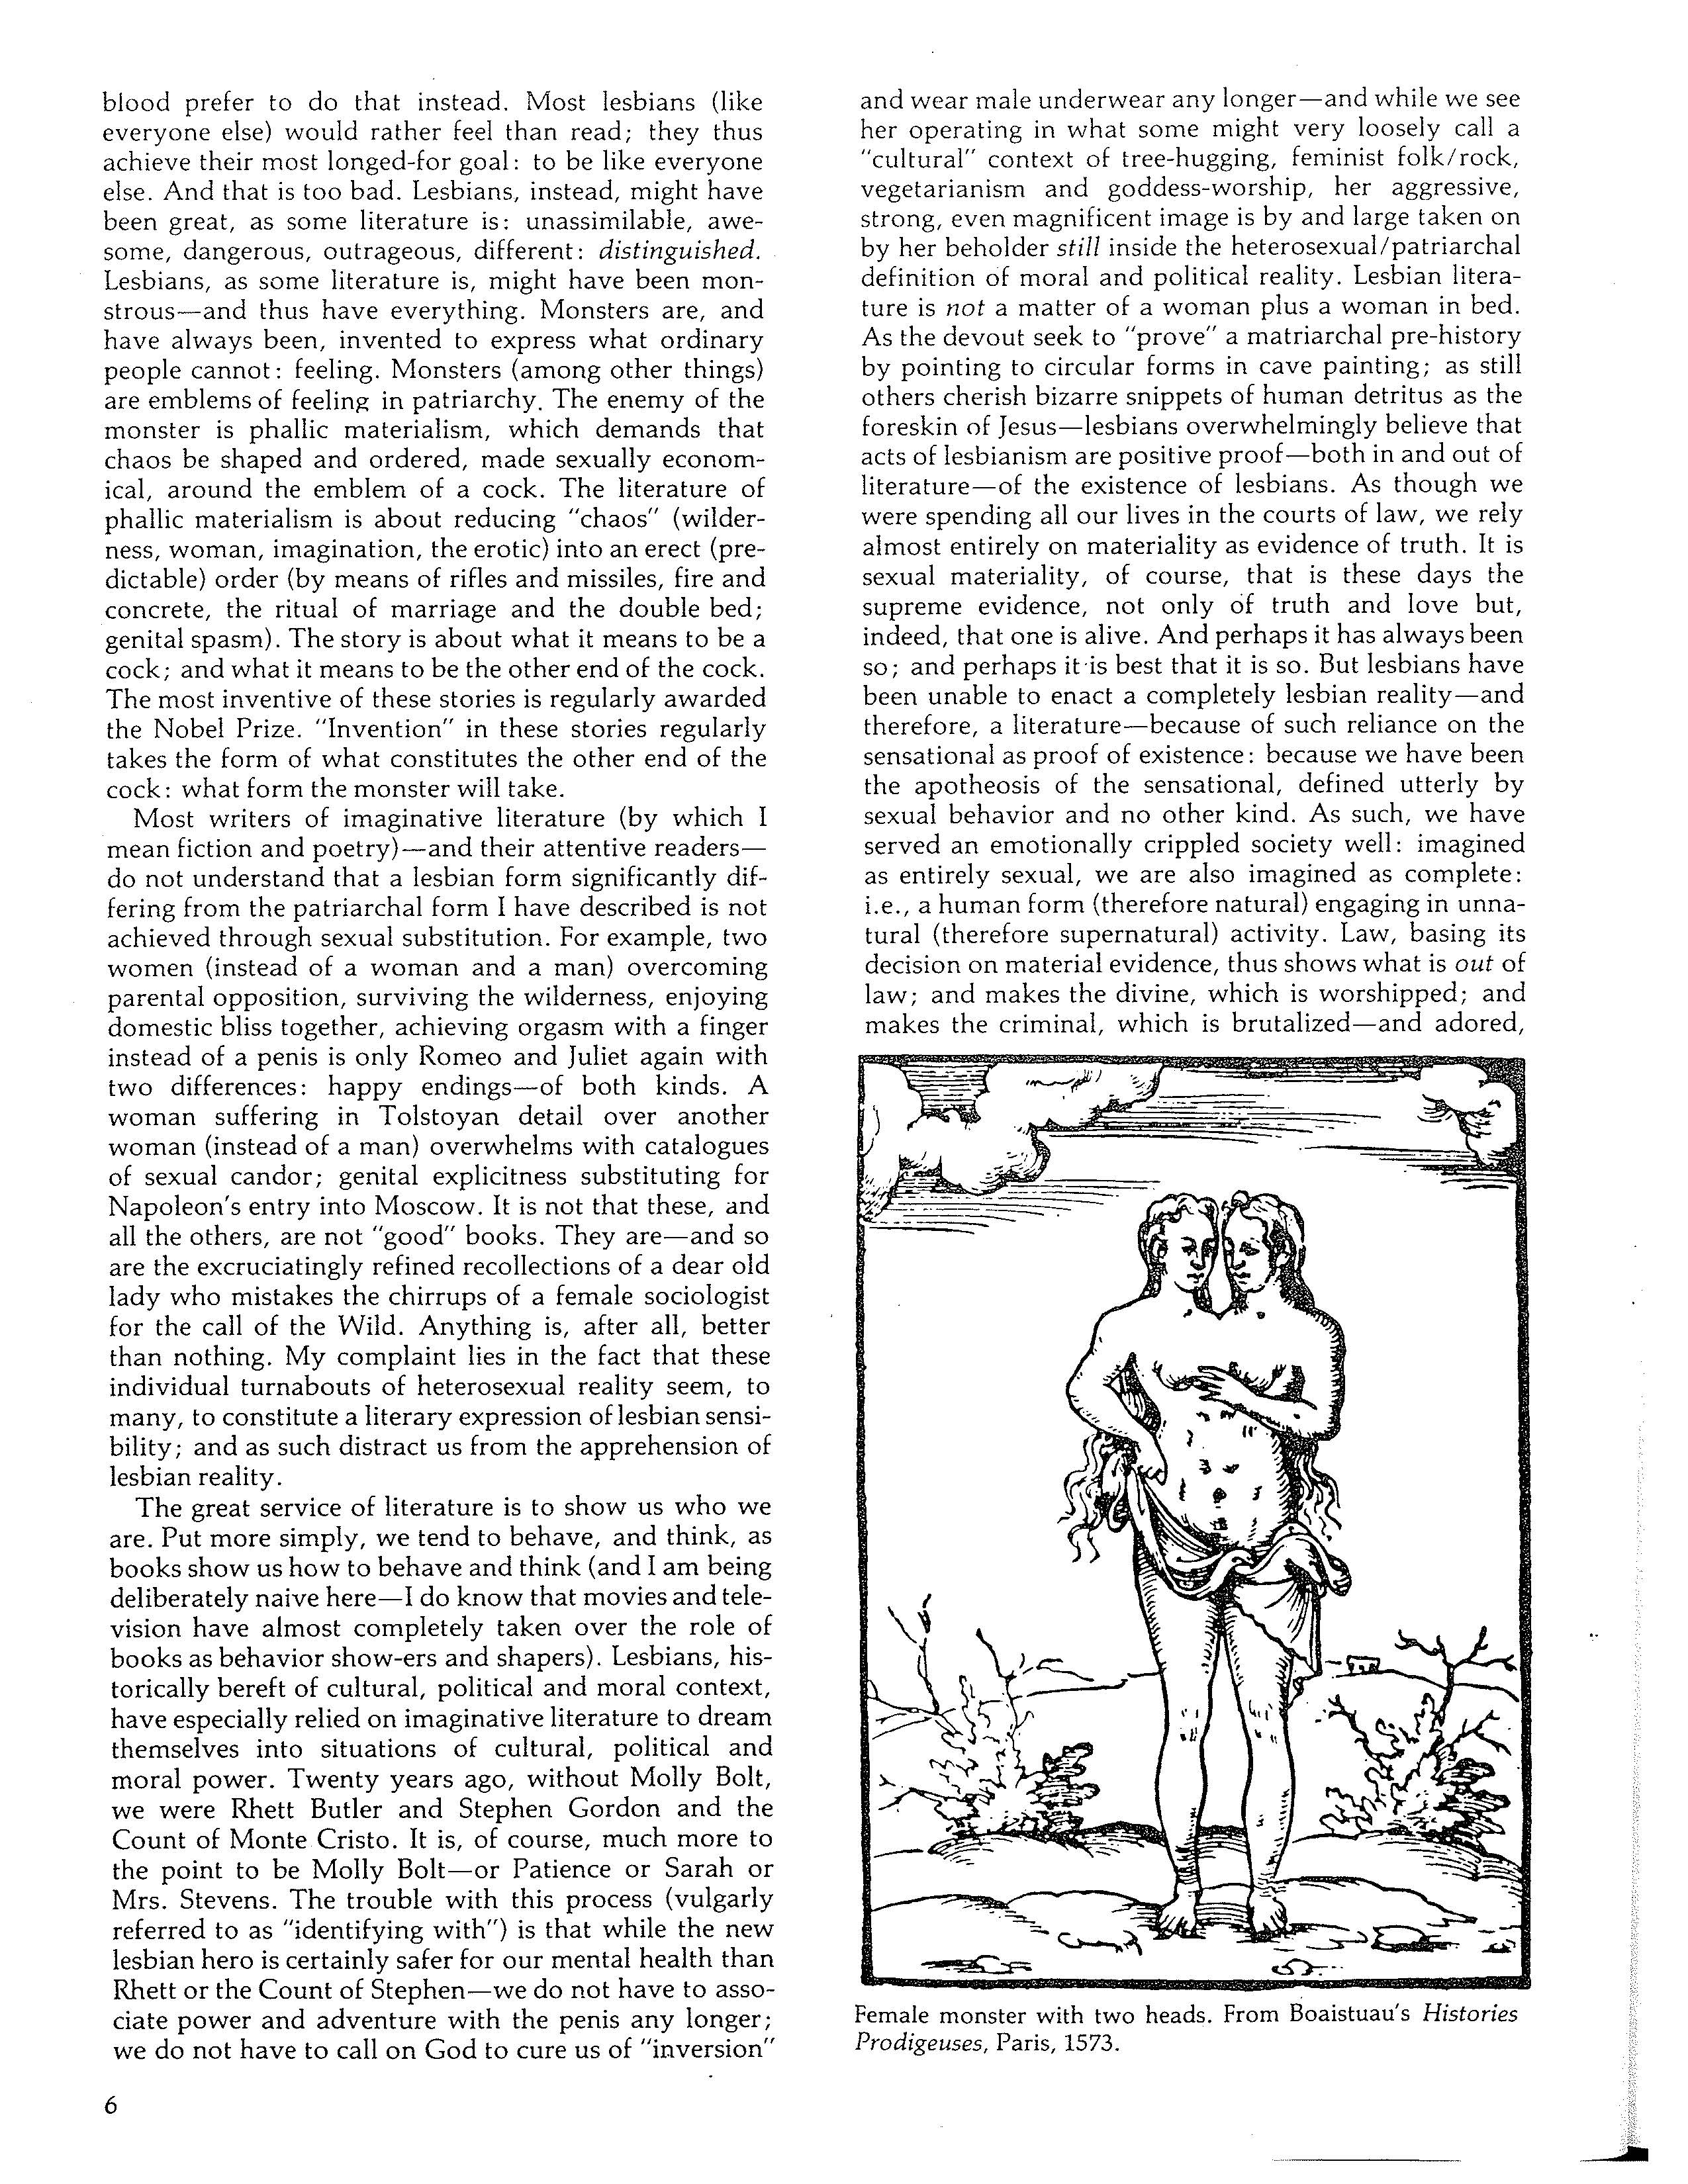 blood prefer to do that instead. Most lesbians (like
everyone else) would rather feel than read; they thus
achieve their most longed-for goal: to be like everyone
else. And that is too bad. Lesbians, instead, might have
been great, as some literature is: unassimilable, awe-
some, dangerous, outrageous, different: distinguished.
Lesbians, as some literature is, might have been mon-
strous—and thus have everything. Monsters are, and
have always been, invented to express what ordinary
people cannot: feeling. Monsters (among other things)
are emblems of feeling in patriarchy. The enemy of the
monster is phallic materialism, which demands that
chaos be shaped and ordered, made sexually econom-
ical, around the emblem of a cock. The literature of
phallic materialism is about reducing "chaos" (wilder-
ness, woman, imagination, the erotic) into an erect (pre-
dictable) order (by means of rifles and missiles, fire and
concrete, the ritual of marriage and the double bed;
genital spasm). The story is about what it means to be a
cock; and what it means to be the other end of the cock.
The most inventive of these stories is regularly awarded
the Nobel Prize. "Invention" in these stories regularly
takes the form of what constitutes the other end of the
cock: what form the monster will take.
Most writers of imaginative literature (by which I
mean fiction and poetry)—and their attentive readers—
do not understand that a lesbian form significantly dif-
fering from the patriarchal form I have described is not
achieved through sexual substitution. For example, two
women (instead of a woman and a man) overcoming
parental opposition, surviving the wilderness, enjoying
domestic bliss together, achieving orgasm with a finger
instead of a penis is only Romeo and Juliet again with
two differences: happy endings—of both kinds. A
woman suffering in Tolstoyan detail over another
woman (instead of a man) overwhelms with catalogues
of sexual candor; genital explicitness substituting for
Napoleon's entry into Moscow. It is not that these, and
all the others, are not "good" books. They are—and so
are the excruciatingly refined recollections of a dear old
lady who mistakes the chirrups of a female sociologist
for the call of the Wild. Anything is, after all, better
than nothing. My complaint lies in the fact that these
individual turnabouts of heterosexual reality seem, to
many, to constitute a literary expression of lesbian sensi-
bility; and as such distract us from the apprehension of
lesbian reality.
The great service of literature is to show us who we
are. Put more simply, we tend to behave, and think, as
books show us how to behave and think (and I am being
deliberately naive here—I do know that movies and tele-
vision have almost completely taken over the role of
books as behavior show-ers and shapers). Lesbians, his-
torically bereft of cultural, political and moral context,
have especially relied on imaginative literature to dream
themselves into situations of cultural, political and
moral power. Twenty years ago, without Molly Bolt,
we were Rhett Butler and Stephen Gordon and the
Count of Monte Cristo. It is, of course, much more to
the point to be Molly Bolt—or Patience or Sarah or
Mrs. Stevens. The trouble with this process (vulgarly
referred to as "identifying with") is that while the new
lesbian hero is certainly safer for our mental health than
Rhett or the Count of Stephen—we do not have to asso-
ciate power and adventure with the penis any longer;
we do not have to call on God to cure us of "inversion"
6
and wear male underwear any longer—and while we see
her operating in what some might very loosely call a
"cultural" context of tree-hugging, feminist folk/rock,
vegetarianism and goddess-worship, her aggressive,
strong, even magnificent image is by and large taken on
by her beholder still inside the heterosexual/patriarchal
definition of moral and political reality. Lesbian litera-
ture is not a matter of a woman plus a woman in bed.
As the devout seek to "prove" a matriarchal pre-history
by pointing to circular forms in cave painting; as still
others cherish bizarre snippets of human detritus as the
foreskin of Jesus—lesbians overwhelmingly believe that
acts of lesbianism are positive proof—both in and out of
literature—of the existence of lesbians. As though we
were spending all our lives in the courts of law, we rely
almost entirely on materiality as evidence of truth. It is
sexual materiality, of course, that is these days the
supreme evidence, not only of truth and love but,
indeed, that one is alive. And perhaps it has always been
so; and perhaps it is best that it is so. But lesbians have
been unable to enact a completely lesbian reality—and
therefore, a literature—because of such reliance on the
sensational as proof of existence: because we have been
the apotheosis of the sensational, defined utterly by
sexual behavior and no other kind. As such, we have
served an emotionally crippled society well: imagined
as entirely sexual, we are also imagined as complete:
i.e., a human form (therefore natural) engaging in unna-
tural (therefore supernatural) activity. Law, basing its
decision on material evidence, thus shows what is out of
law; and makes the divine, which is worshipped; and
makes the criminal, which is brutalized—and adored,
Female monster with two heads. From Boaistuau's Histories
Prodigeuses, Paris, 1573.